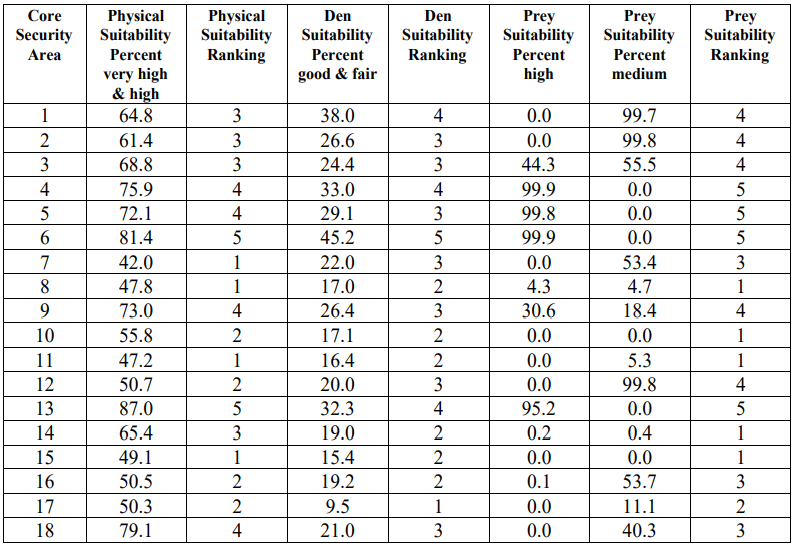 Core Security Area Physical Suitability Percent very high & high Physical Suitability Ranking Den Suitability Percent good & fair Den Suitability Ranking Prey Suitability Percent high Prey Suitability Percent medium Prey Suitability Ranking
1 64.8 3 38.0 4 0.0 99.7 4
2 61.4 3 26.6 3 0.0 99.8 4
3 68.8 3 24.4 3 44.3 55.5 4
4 75.9 4 33.0 4 99.9 0.0 5
5 72.1 4 29.1 3 99.8 0.0 5
6 81.4 5 45.2 5 99.9 0.0 5
7 42.0 1 22.0 3 0.0 53.4 3
8 47.8 1 17.0 2 4.3 4.7 1
9 73.0 4 26.4 3 30.6 18.4 4
10 55.8 2 17.1 2 0.0 0.0 1
11 47.2 1 16.4 2 0.0 5.3 1
12 50.7 2 20.0 3 0.0 99.8 4
13 87.0 5 32.3 4 95.2 0.0 5
14 65.4 3 19.0 2 0.2 0.4 1
15 49.1 1 15.4 2 0.0 0.0 1
16 50.5 2 19.2 2 0.1 53.7 3
17 50.3 2 9.5 1 0.0 11.1 2
18 79.1 4 21.0 3 0.0 40.3 3